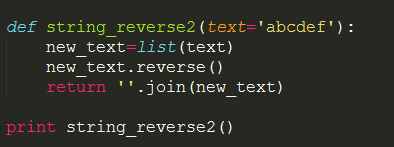 def string_reverse2(text='abcdef'):
    new_text=list(text)
    new_text.reverse()
    return ''.join(new_text)
print string_reverse2()